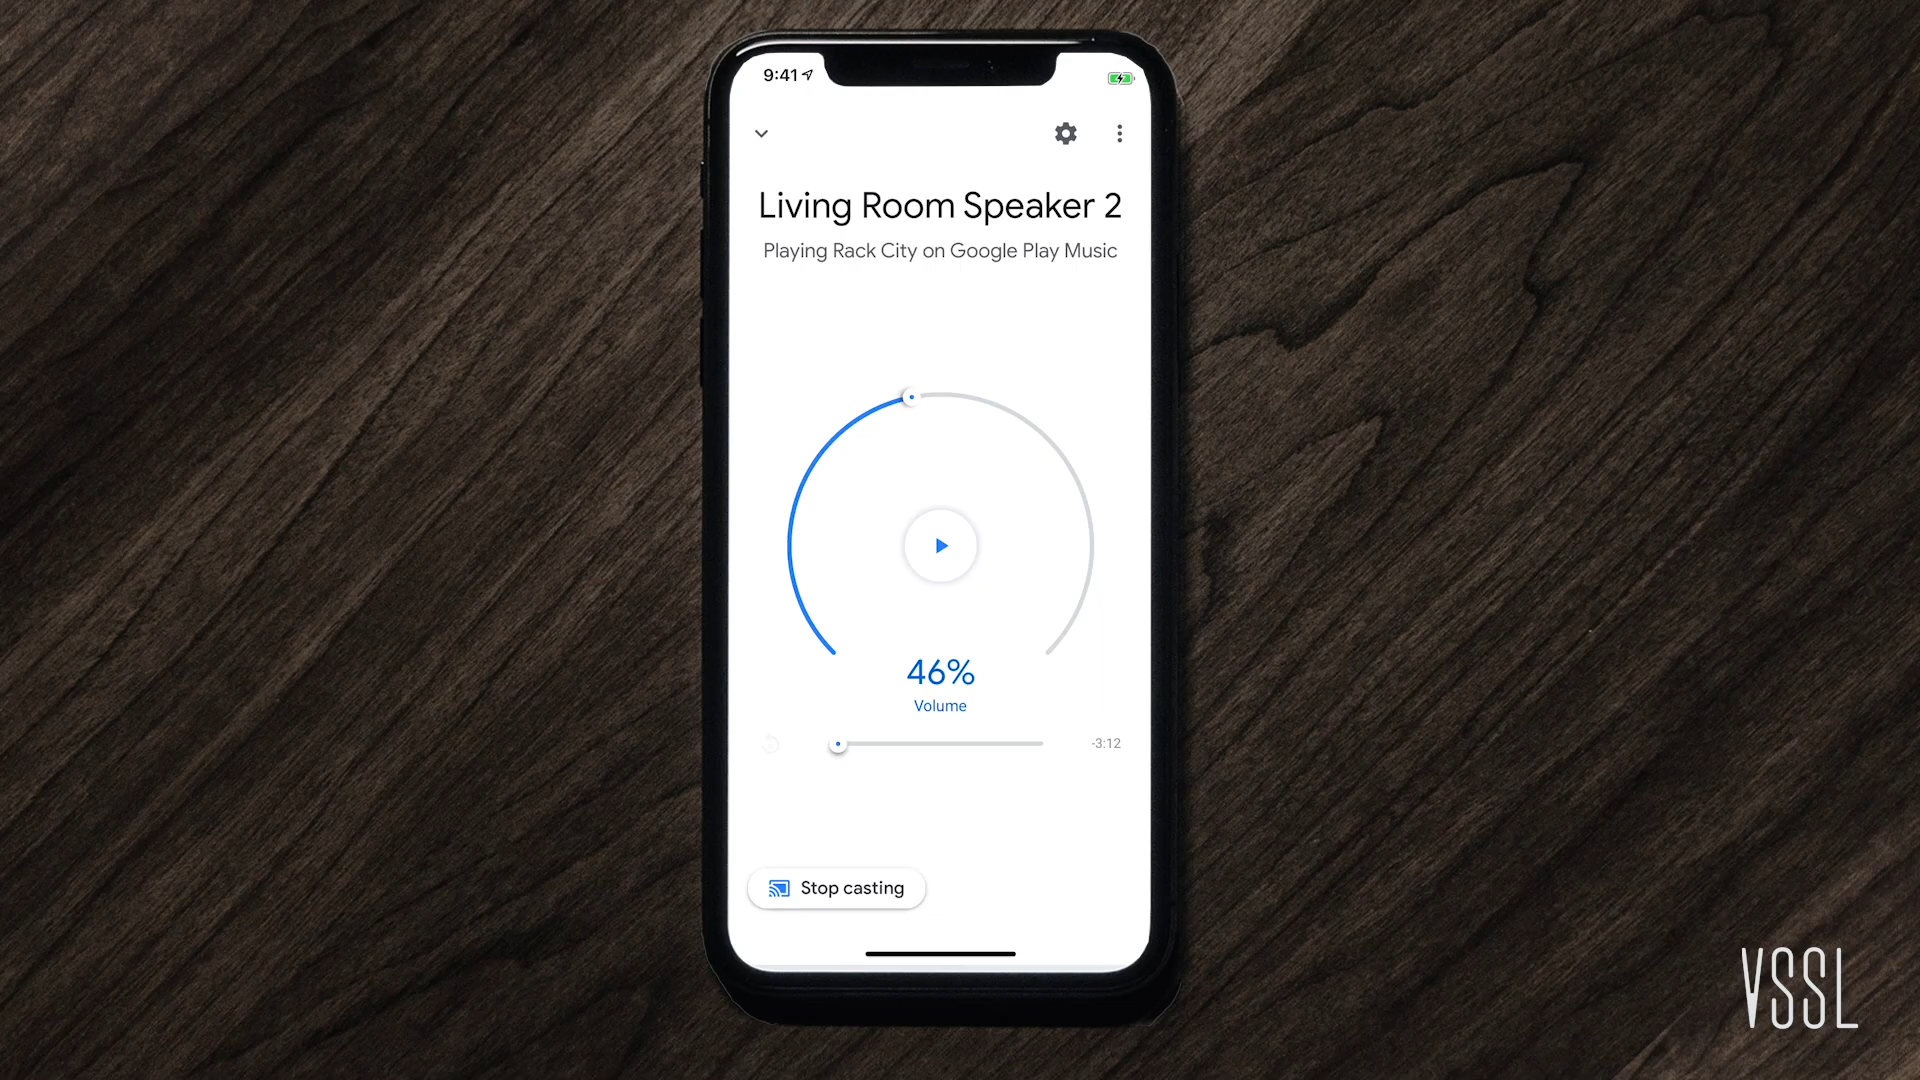 9:41
Living Room Speaker 2
Playing Rack City on Google Play Music
46%
Volume
-3:12
Stop casting
VSSL